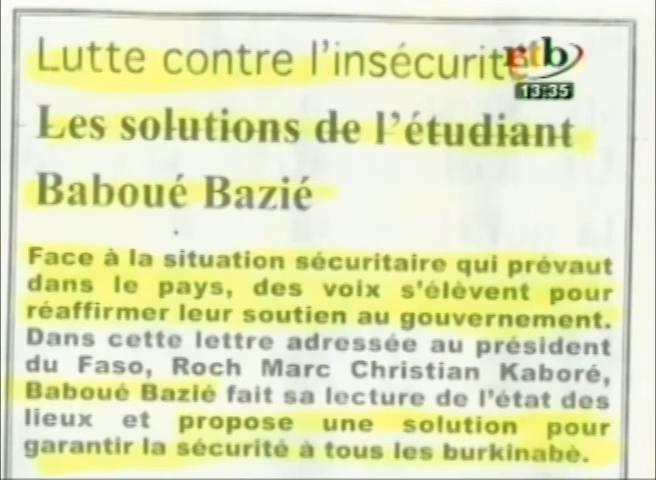 Lutte contre l'insécurité
rtb
13:35
Les solutions de l'étudiant
Baboué Bazié
Face à la situation sécuritaire qui prévaut
dans le pays, des voix s'élèvent pour
réaffirmer leur soutien au gouvernement.
Dans cette lettre adressée au président
du Faso, Roch Marc Christian Kaboré,
Baboué Bazié fait sa lecture de l'état des
lieux et propose une solution pour
garantir la sécurité à tous les burkinabè.